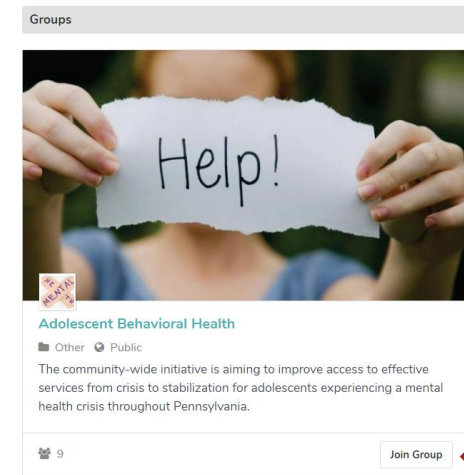 Groups
Help!
MENTAL
Adolescent Behavioral Health
Other Public
The community-wide initiative is aiming to improve access to effective
services from crisis to stabilization for adolescents experiencing a mental
health crisis throughout Pennsylvania.
9
Join Group